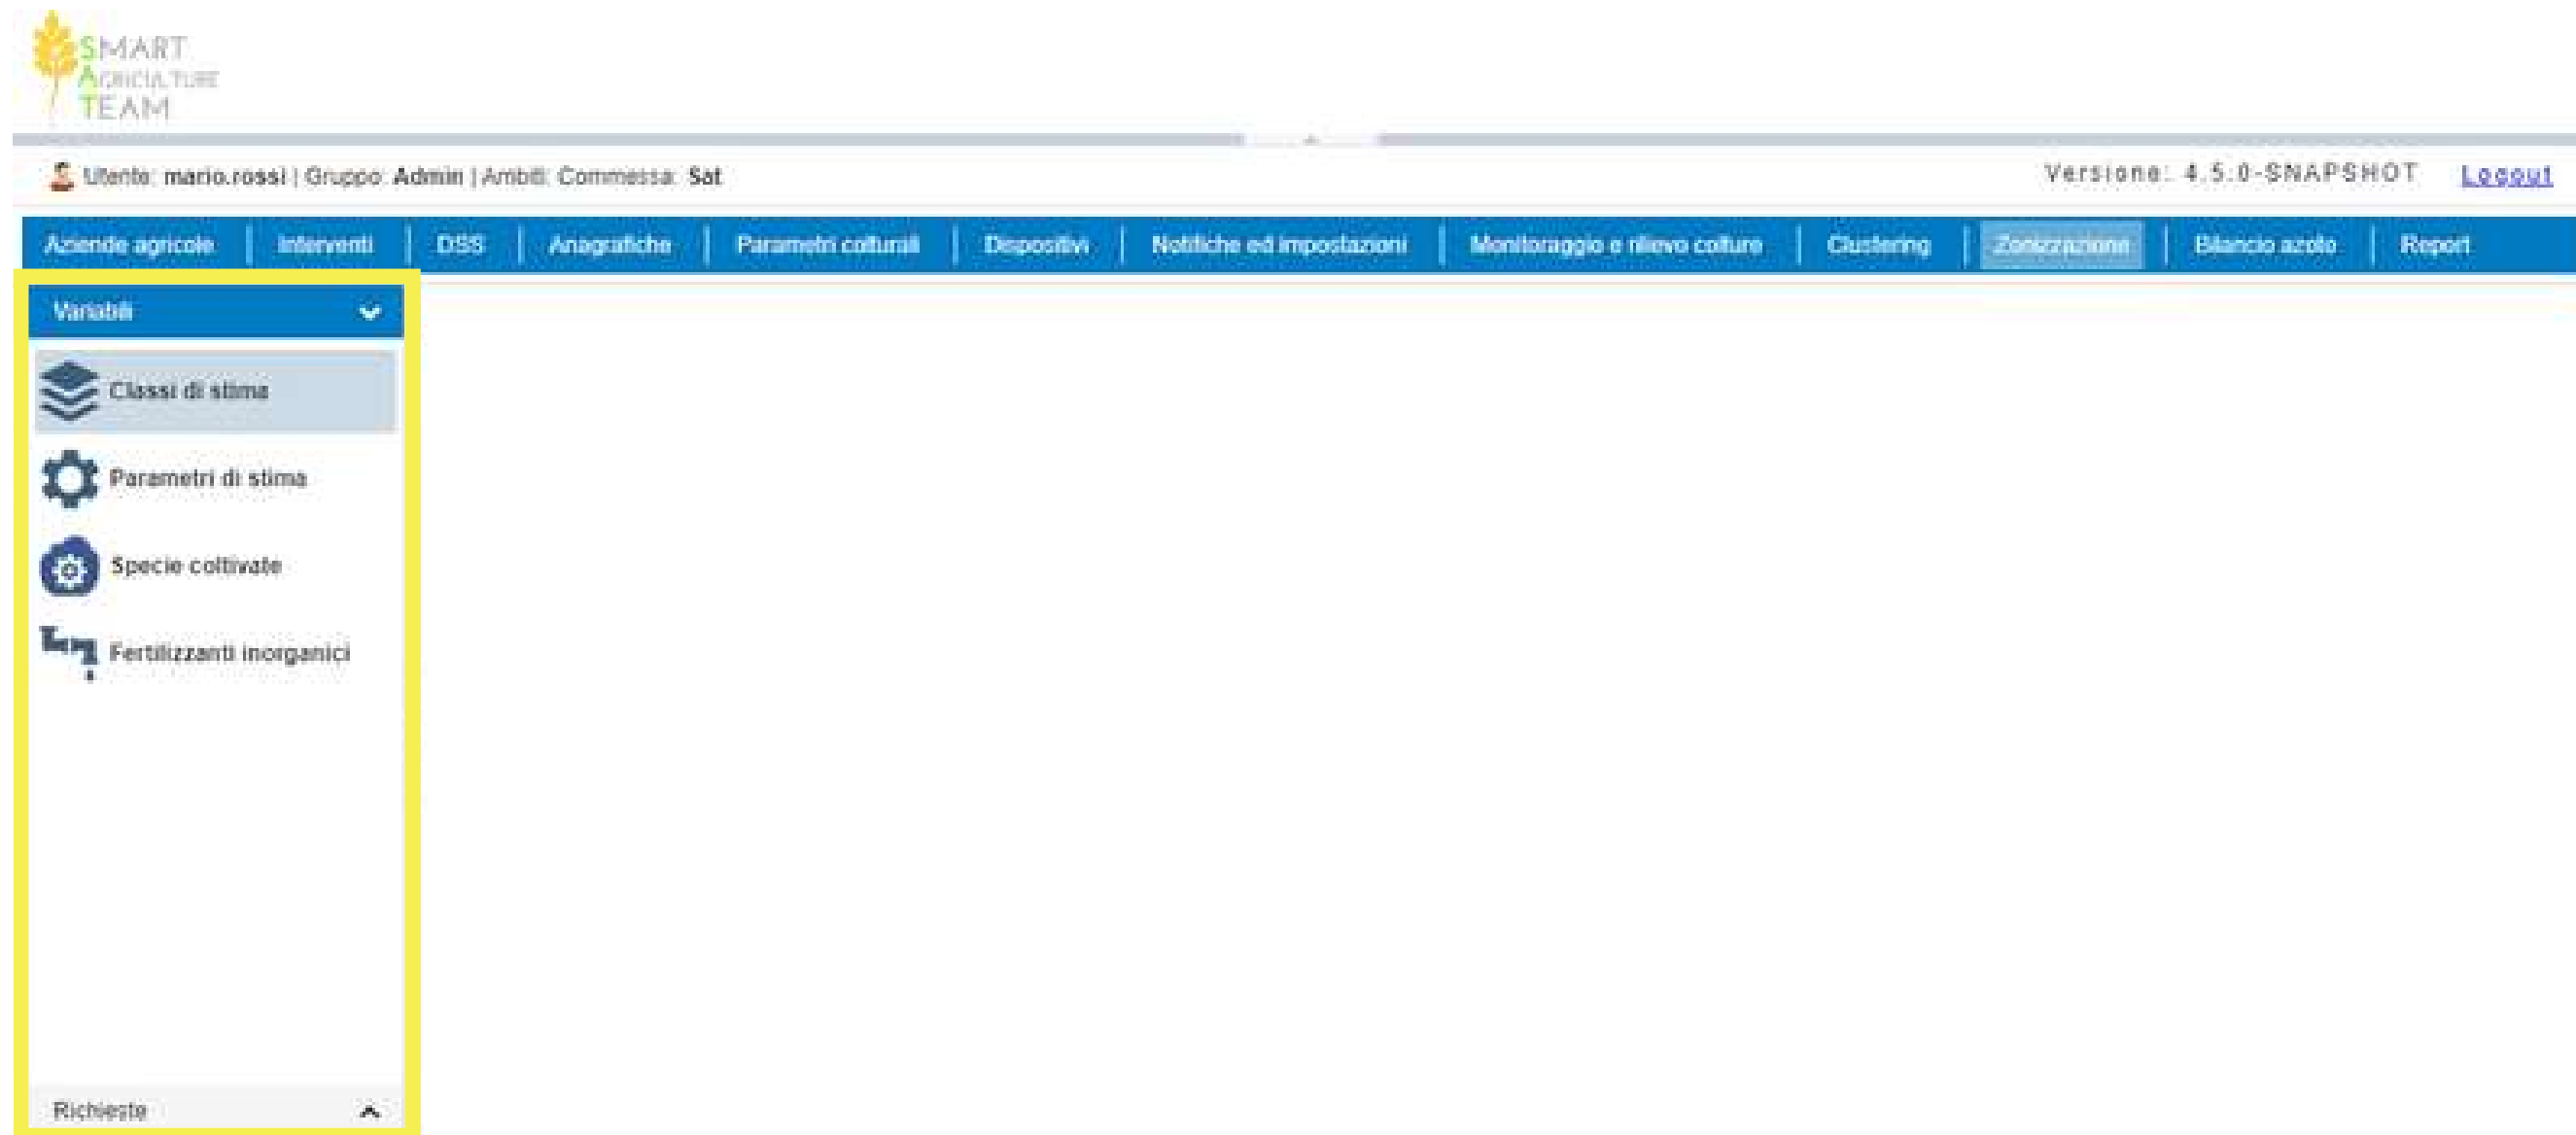 SMART
AGRICULTURE
TEAM
Utente: mario.rossi | Gruppo: Admin | Ambiti: Commessa: Sat
Versione: 4.5.0-SNAPSHOT Logout
Aziende agricole Interventi DSS Anagrafiche Parametri colturali Dispositivi Notifiche ed impostazioni Monitoraggio e rilievo colture Clustering Zonizzazione Bilancio azoto Report
Variabili
Classi di stima
Parametri di stima
Specie coltivate
Fertilizzanti inorganici
Richieste